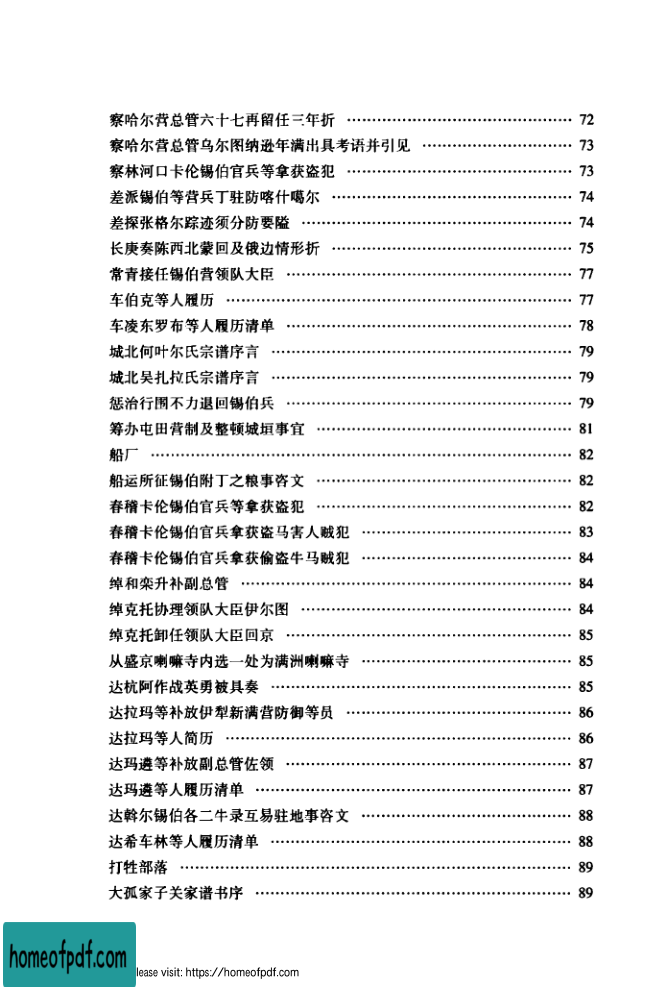 察哈尔营总管六十七再留任三年折 …… 72
察哈尔营总管乌尔图纳逊年满出具考语并引见 …… 73
察林河口卡伦锡伯官兵等拿获盗犯 …… 73
差派锡伯等营兵丁驻防喀什噶尔 …… 74
差探张格尔踪迹须分防要隘 …… 74
长庚奏陈西北蒙回及俄边情形折 …… 75
常青接任锡伯营领队大臣 …… 77
车伯克等人履历 …… 77
车凌东罗布等人履历清单 …… 78
城北何叶尔氏宗谱序言 …… 79
城北吴扎拉氏宗谱序言 …… 79
惩治行围不力退回锡伯兵 …… 79
筹办屯田营制及整顿城垣事宜 …… 81
船厂 …… 82
船运所征锡伯附丁之粮事咨文 …… 82
春稽卡伦锡伯官兵等拿获盗犯 …… 82
春稽卡伦锡伯官兵拿获盗马害人贼犯 …… 83
春稽卡伦锡伯官兵拿获偷盗牛马贼犯 …… 84
绰和栾升补副总管 …… 84
绰克托协理领队大臣伊尔图 …… 84
绰克托卸任领队大臣回京 …… 85
从盛京喇嘛寺内选一处为满洲喇嘛寺 …… 85
达杭阿作战英勇被具奏 …… 85
达拉玛等补放伊犁新满营防御等员 …… 86
达拉玛等人简历 …… 86
达玛遴等补放副总管佐领 …… 87
达玛遴等人履历清单 …… 87
达斡尔锡伯各二牛录互易驻地事咨文 …… 88
达希车林等人履历清单 …… 88
打牲部落 …… 89
大孤家子关家谱书序 …… 89
homeofpdf.com
lease visit: https://homeofpdf.com